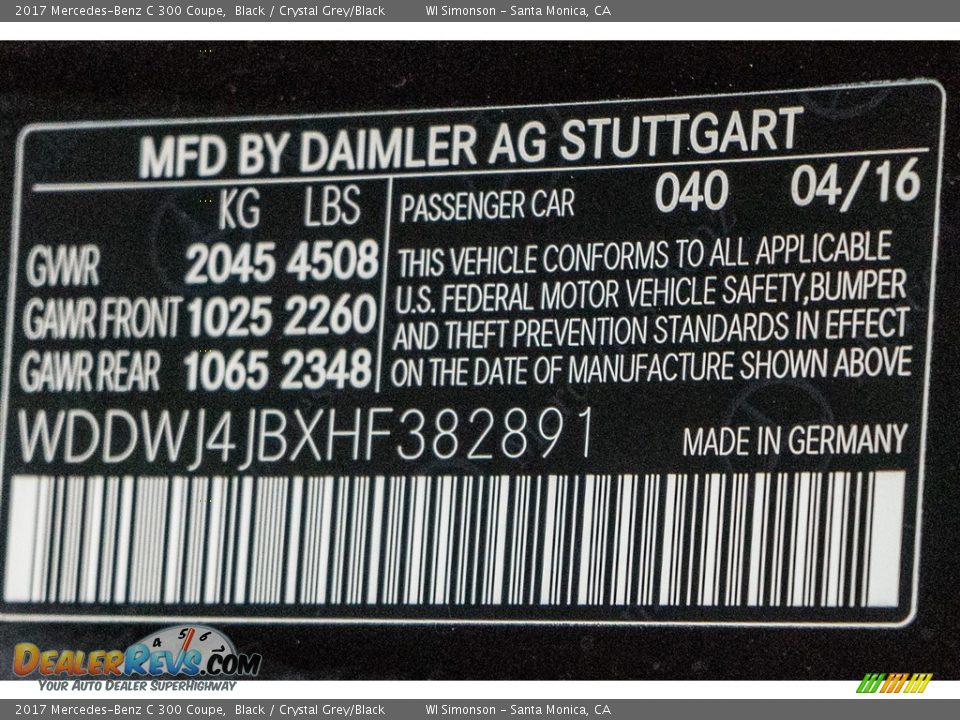 2017 Mercedes-Benz C 300 Coupe, Black / Crystal Grey/Black WI Simonson - Santa Monica, CA
MFD BY DAIMLER AG STUTTGART
KG LBS
GVWR 2045 4508
GAWR FRONT 1025 2260
GAWR REAR 1065 2348
PASSENGER CAR 040 04/16
THIS VEHICLE CONFORMS TO ALL APPLICABLE
U.S. FEDERAL MOTOR VEHICLE SAFETY,BUMPER
AND THEFT PREVENTION STANDARDS IN EFFECT
ON THE DATE OF MANUFACTURE SHOWN ABOVE
WDDWJ4JBXHF382891 MADE IN GERMANY
4 5 6
DEALERREVS.COM
YOUR AUTO DEALER SUPERHIGHWAY
2017 Mercedes-Benz C 300 Coupe, Black / Crystal Grey/Black WI Simonson - Santa Monica, CA